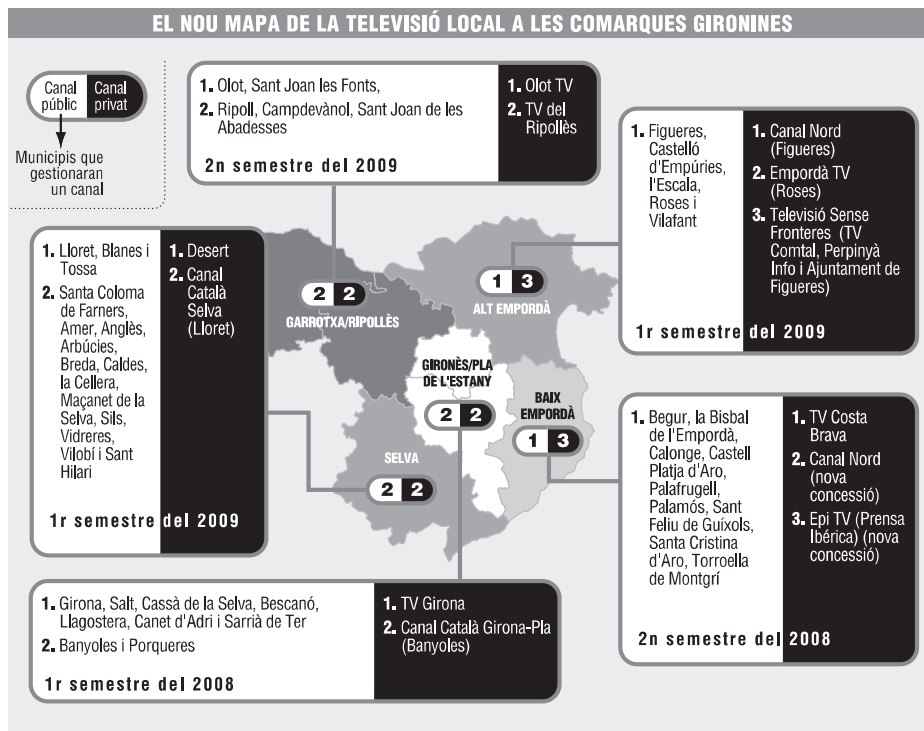 EL NOU MAPA DE LA TELEVISIÓ LOCAL A LES COMARQUES GIRONINES
Canal públic
Canal privat
Municipis que
gestionaran
un canal
1. Olot, Sant Joan les Fonts,
2. Ripoll, Campdevànol, Sant Joan de les
Abadesses
2n semestre del 2009
1. Olot TV
2. TV del
Ripollès
1. Figueres,
Castelló
d'Empúries,
l'Escala,
Roses i
Vilafant
1. Canal Nord
(Figueres)
2. Empordà TV
(Roses)
3. Televisió Sense
Fronteres (TV
Comtal, Perpinyà
Info i Ajuntament de
Figueres)
1r semestre del 2009
1. Lloret, Blanes i
Tossa
2. Santa Coloma
de Farners,
Amer, Anglès,
Arbúcies,
Breda, Caldes,
la Cellera,
Maçanet de la
Selva, Sils,
Vidreres,
Vilobí i Sant
Hilari
1. Desert
2. Canal
Català
Selva
(Lloret)
1r semestre del 2009
2 2
GARROTXA/RIPOLLÈS
1 3
ALT EMPORDÀ
GIRONÈS/PLA
DE L'ESTANY
2 2
BAIX
EMPORDÀ
1 3
SELVA
2 2
1. Begur, la Bisbal
de l'Empordà,
Calonge, Castell
Platja d'Aro,
Palafrugell,
Palamós, Sant
Feliu de Guíxols,
Santa Cristina
d'Aro, Torroella
de Montgrí
1. TV Costa
Brava
2. Canal Nord
(nova
concessió)
3. Epi TV (Prensa
Ibérica) (nova
concessió)
2n semestre del 2008
1. Girona, Salt, Cassà de la Selva, Bescanó,
Llagostera, Canet d'Adri i Sarrià de Ter
2. Banyoles i Porqueres
1r semestre del 2008
1. TV Girona
2. Canal Català Girona-Pla
(Banyoles)